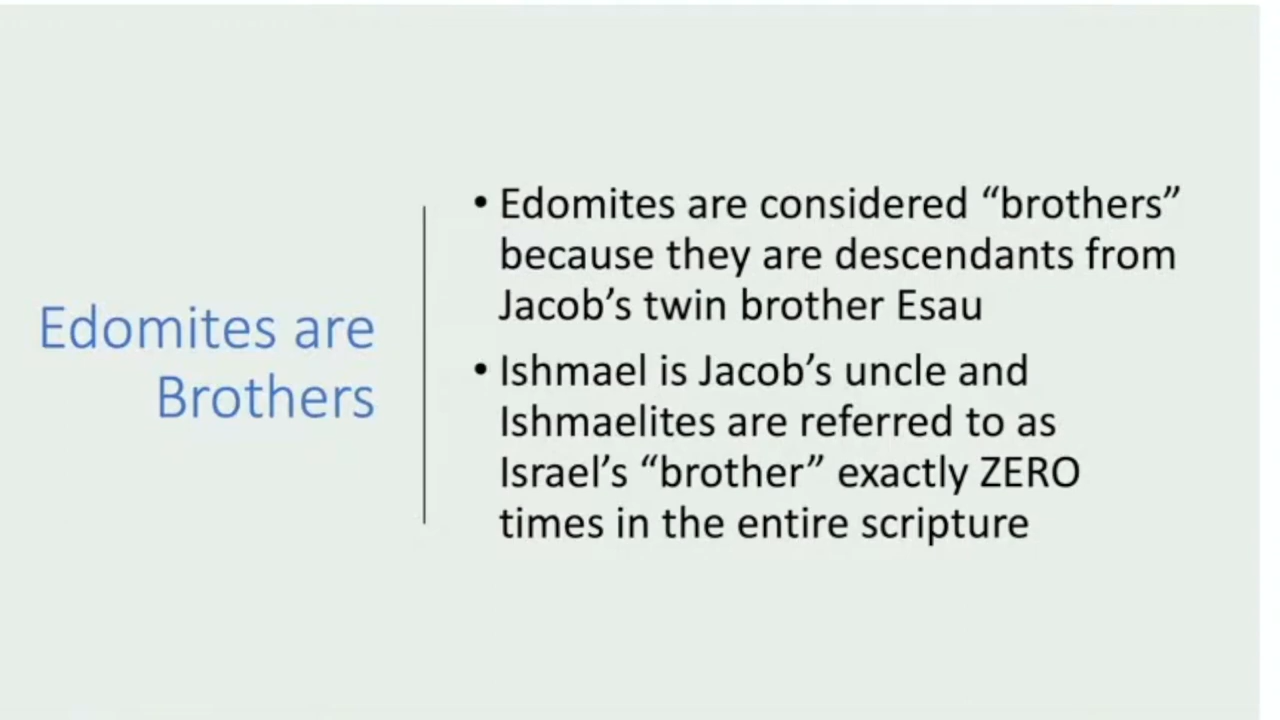 Edomites are
Brothers
• Edomites are considered “brothers”
because they are descendants from
Jacob’s twin brother Esau
• Ishmael is Jacob’s uncle and
Ishmaelites are referred to as
Israel’s “brother” exactly ZERO
times in the entire scripture